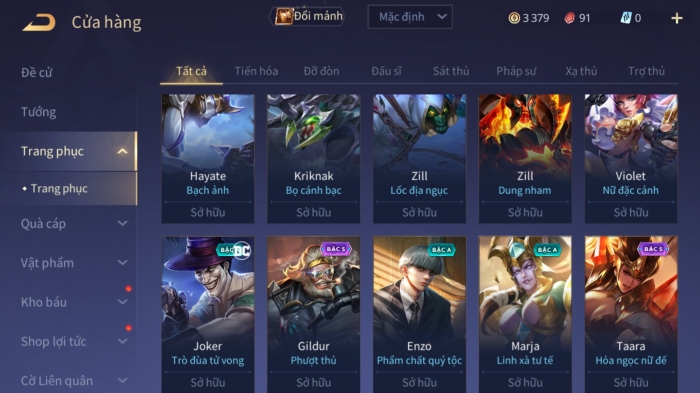 Cửa hàng
Đổi mảnh
Mặc định
3 379
91
0
Đề cử
Tướng
Trang phục
Trang phục
Quà cáp
Vật phẩm
Kho báu
Shop lợi tức
Cờ Liên quân
Tất cả Tiến hóa Đỡ đòn Đấu sĩ Sát thủ Pháp sư Xạ thủ Trợ thủ
Hayate
Bạch ảnh
Sở hữu
Kriknak
Bọ cánh bạc
Sở hữu
Zill
Lốc địa ngục
Sở hữu
Zill
Dung nham
Sở hữu
Violet
Nữ đặc cảnh
Sở hữu
DC
Joker
Trò đùa tử vong
Sở hữu
BẬC S
Gildur
Phượt thủ
Sở hữu
BẬC A
Enzo
Phẩm chất quý tộc
Sở hữu
BẬC A
Marja
Linh xà tư tế
Sở hữu
BẬC S
Taara
Hỏa ngọc nữ đế
Sở hữu